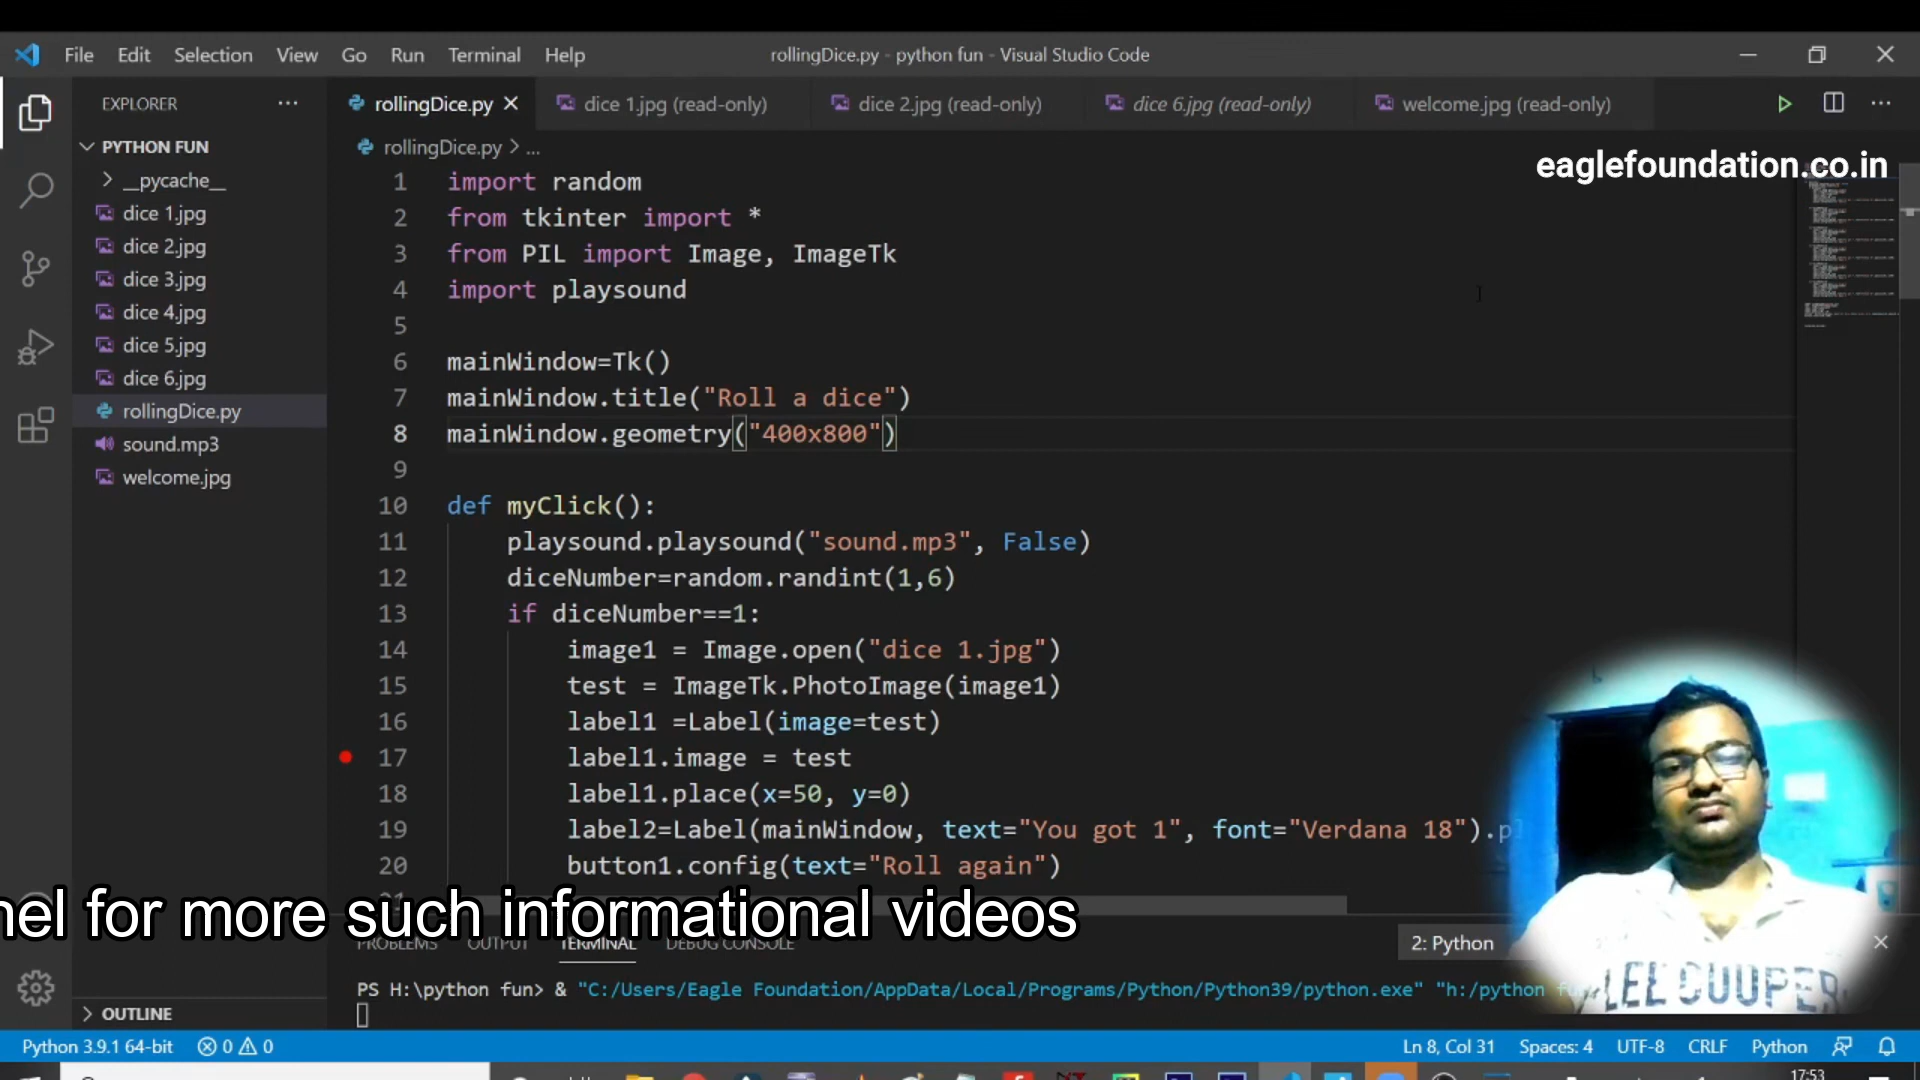 File Edit Selection View Go Run Terminal Help
rollingDice.py - python fun - Visual Studio Code
EXPLORER
rollingDice.py
dice 1.jpg (read-only)
dice 2.jpg (read-only)
dice 6.jpg (read-only)
welcome.jpg (read-only)
PYTHON FUN
rollingDice.py > ...
eaglefoundation.co.in
__pycache__
dice 1.jpg
dice 2.jpg
dice 3.jpg
dice 4.jpg
dice 5.jpg
dice 6.jpg
rollingDice.py
sound.mp3
welcome.jpg
1 import random
2 from tkinter import *
3 from PIL import Image, ImageTk
4 import playsound
5
6 mainWindow=Tk()
7 mainWindow.title("Roll a dice")
8 mainWindow.geometry("400x800")
9
10 def myClick():
11 playsound.playsound("sound.mp3", False)
12 diceNumber=random.randint(1,6)
13 if diceNumber==1:
14 image1 = Image.open("dice 1.jpg")
15 test = ImageTk.PhotoImage(image1)
16 label1 =Label(image=test)
17 label1.image = test
18 label1.place(x=50, y=0)
19 label2=Label(mainWindow, text="You got 1", font="Verdana 18").p
20 button1.config(text="Roll again")
nel for more such informational videos
PROBLEMS OUTPUT TERMINAL DEBUG CONSOLE
2: Python
PS H:\python fun> & "C:/Users/Eagle Foundation/AppData/Local/Programs/Python/Python39/python.exe" "h:/python
OUTLINE
Python 3.9.1 64-bit 0 0
Ln 8, Col 31 Spaces: 4 UTF-8 CRLF Python
17:53